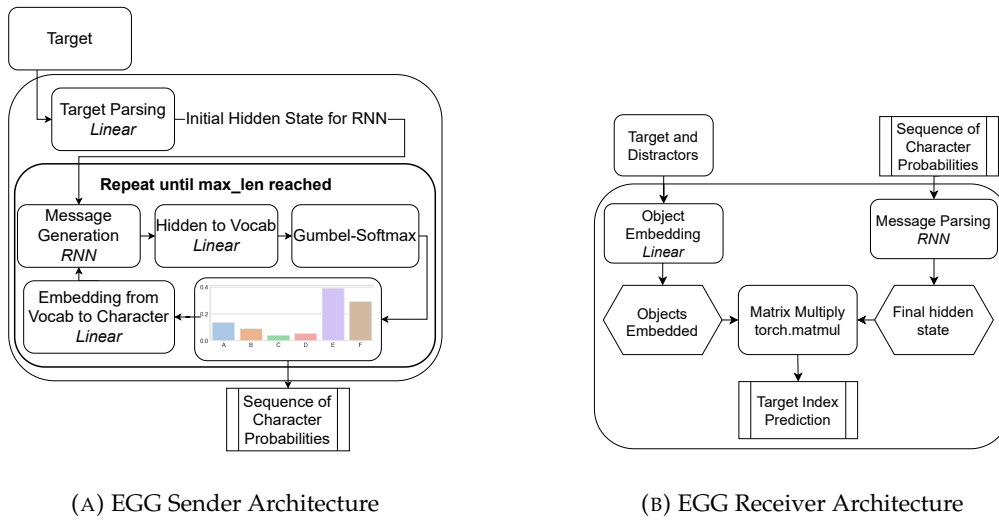 Target
Target Parsing
Linear
Initial Hidden State for RNN
Repeat until max_len reached
Message
Generation
RNN
Hidden to Vocab
Linear
Gumbel-Softmax
Embedding from
Vocab to Character
Linear
0.4
0.2
0.0
A B C D E F
Sequence of
Character
Probabilities
(A) EGG Sender Architecture
Target and
Distractors
Sequence of
Character
Probabilities
Object
Embedding
Linear
Message Parsing
RNN
Objects
Embedded
Matrix Multiply
torch.matmul
Final hidden
state
Target Index
Prediction
(B) EGG Receiver Architecture